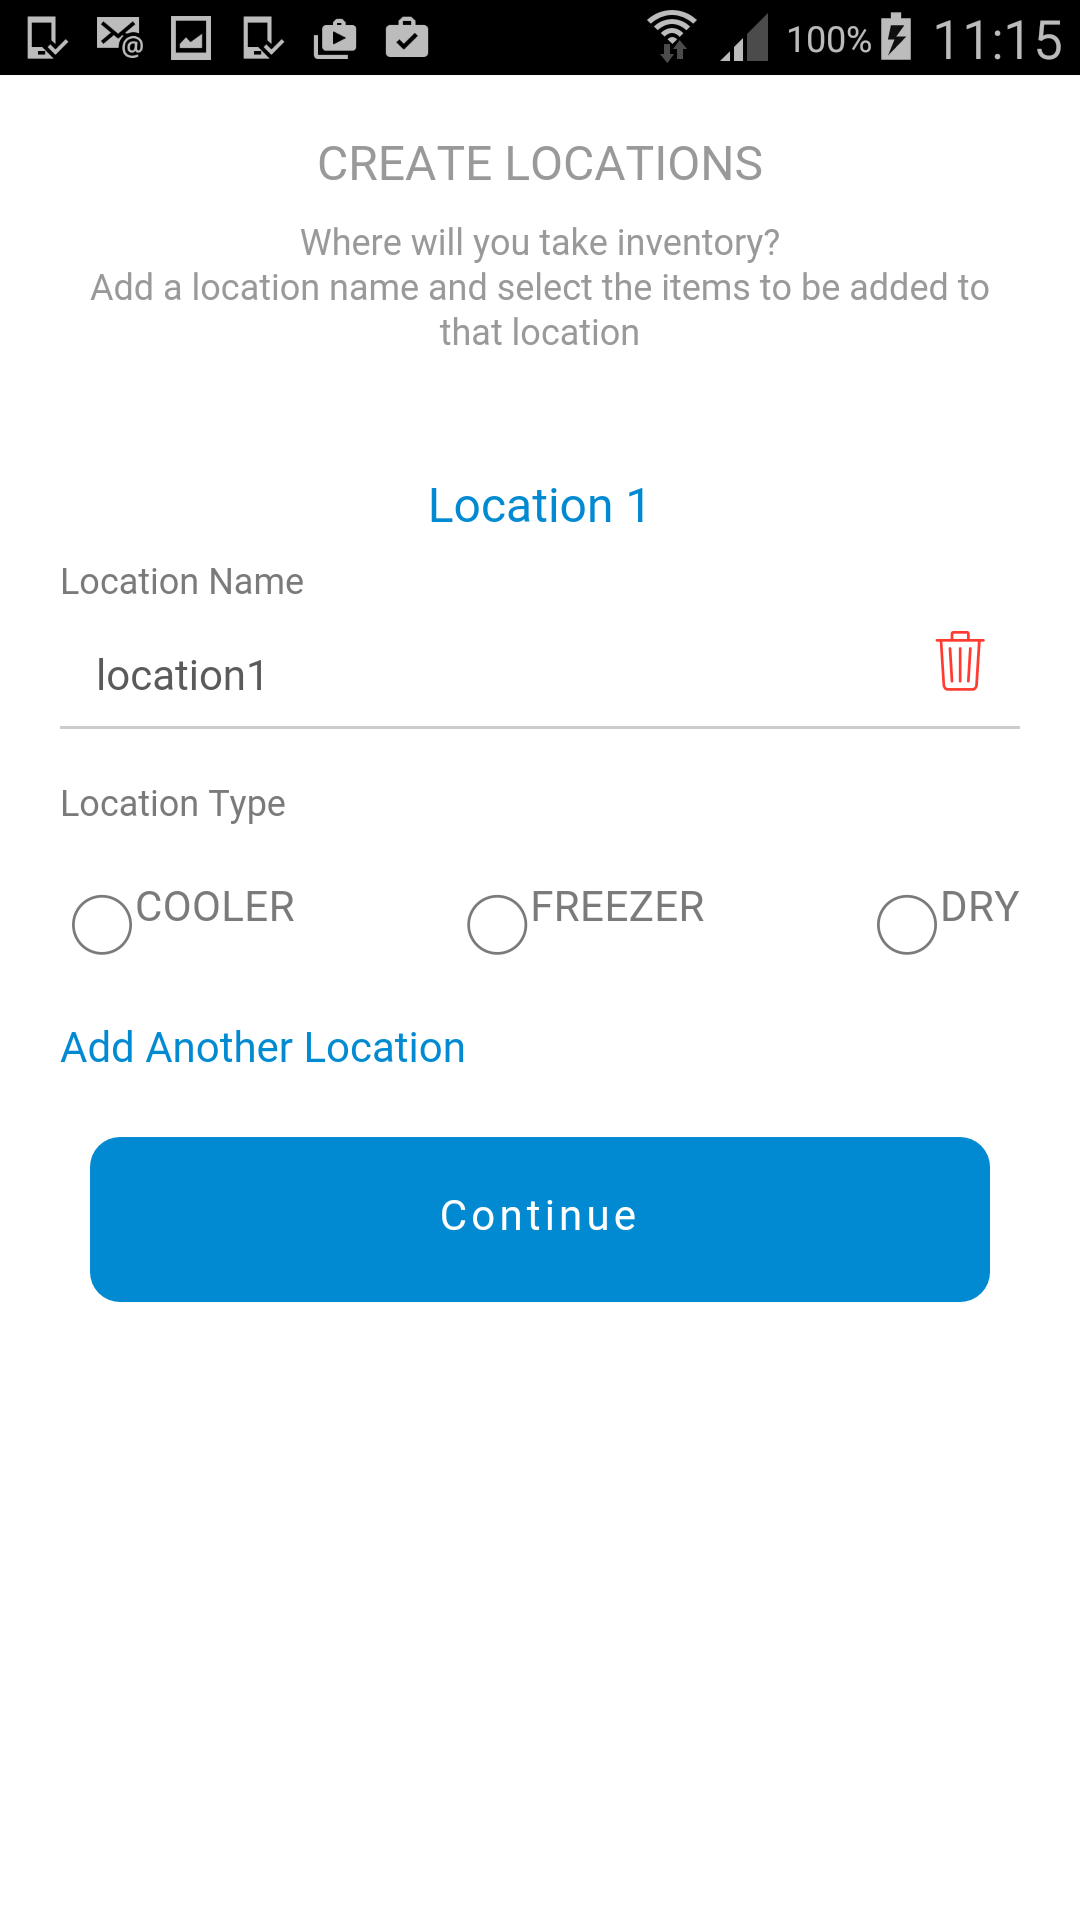 100% 11:15
CREATE LOCATIONS
Where will you take inventory?
Add a location name and select the items to be added to
that location
Location 1
Location Name
location1
Location Type
COOLER FREEZER DRY
Add Another Location
Continue